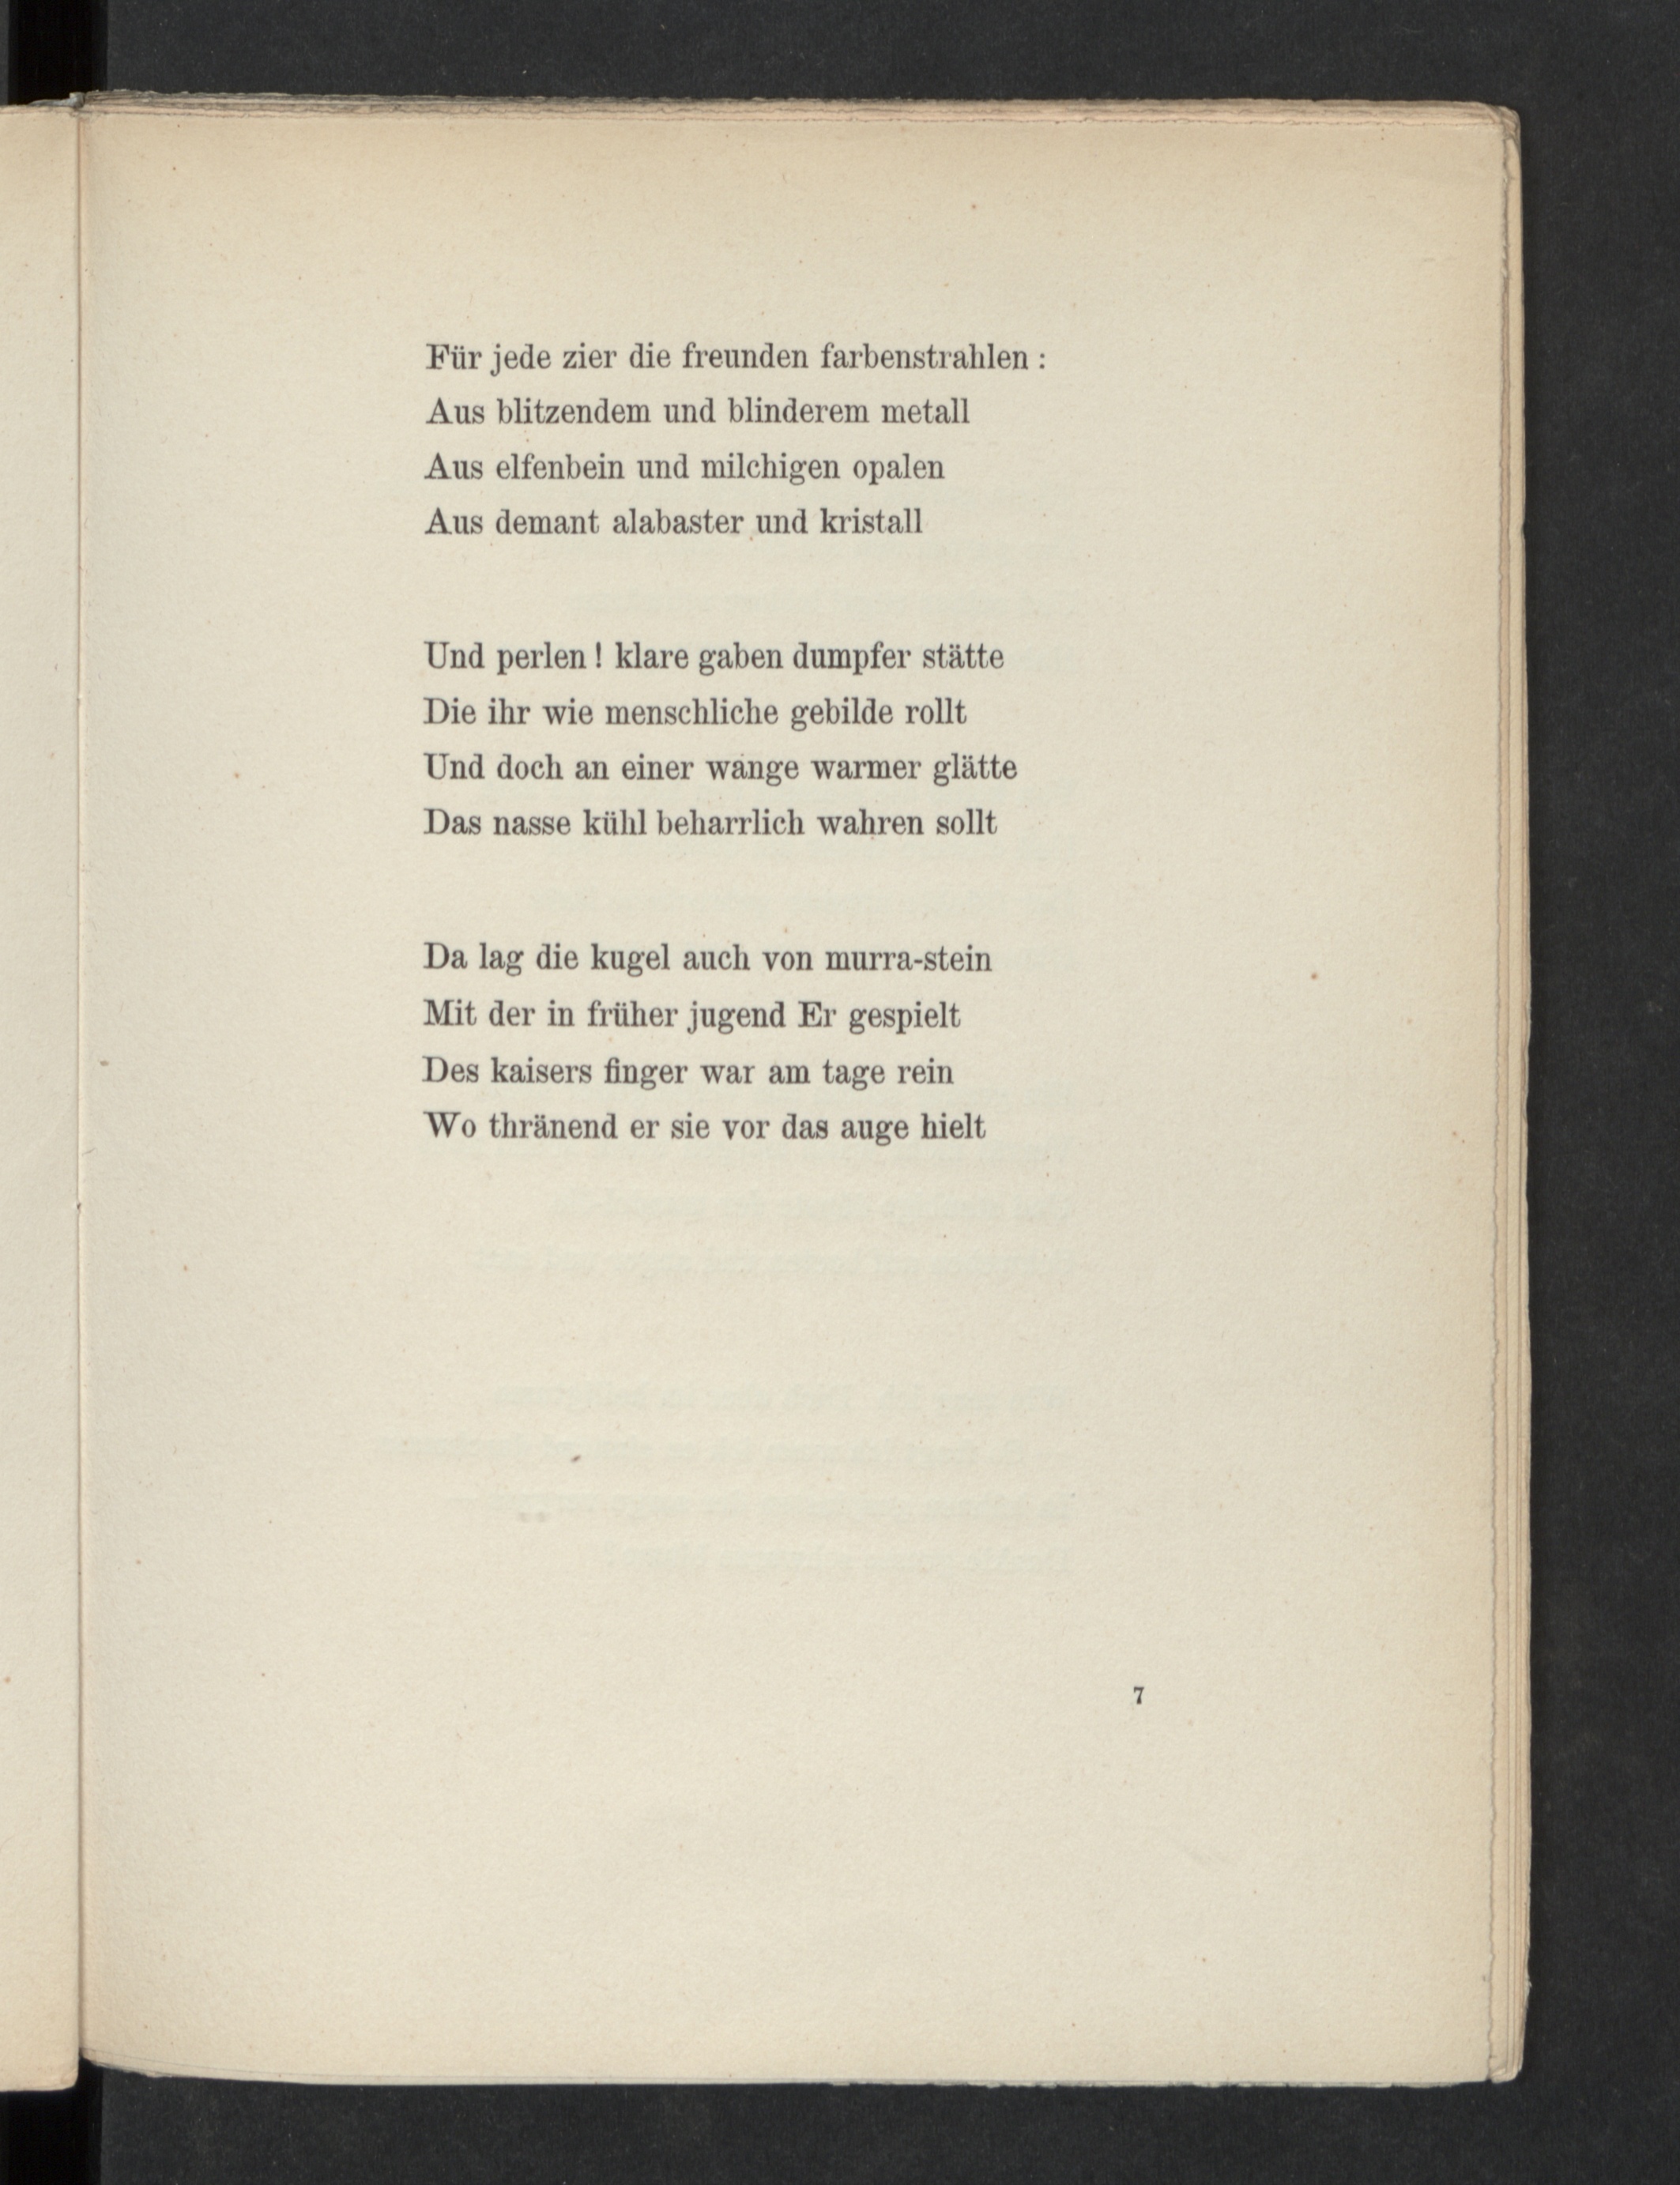 Für jede zier die freunden farbenstrahlen :
Aus blitzendem und blinderem metall
Aus elfenbein und milchigen opalen
Aus demant alabaster und kristall
Und perlen ! klare gaben dumpfer stätte
Die ihr wie menschliche gebilde rollt
Und doch an einer wange warmer glätte
Das nasse kühl beharrlich wahren sollt
Da lag die kugel auch von murra-stein
Mit der in früher jugend Er gespielt
Des kaisers finger war am tage rein
Wo thränend er sie vor das auge hielt
7